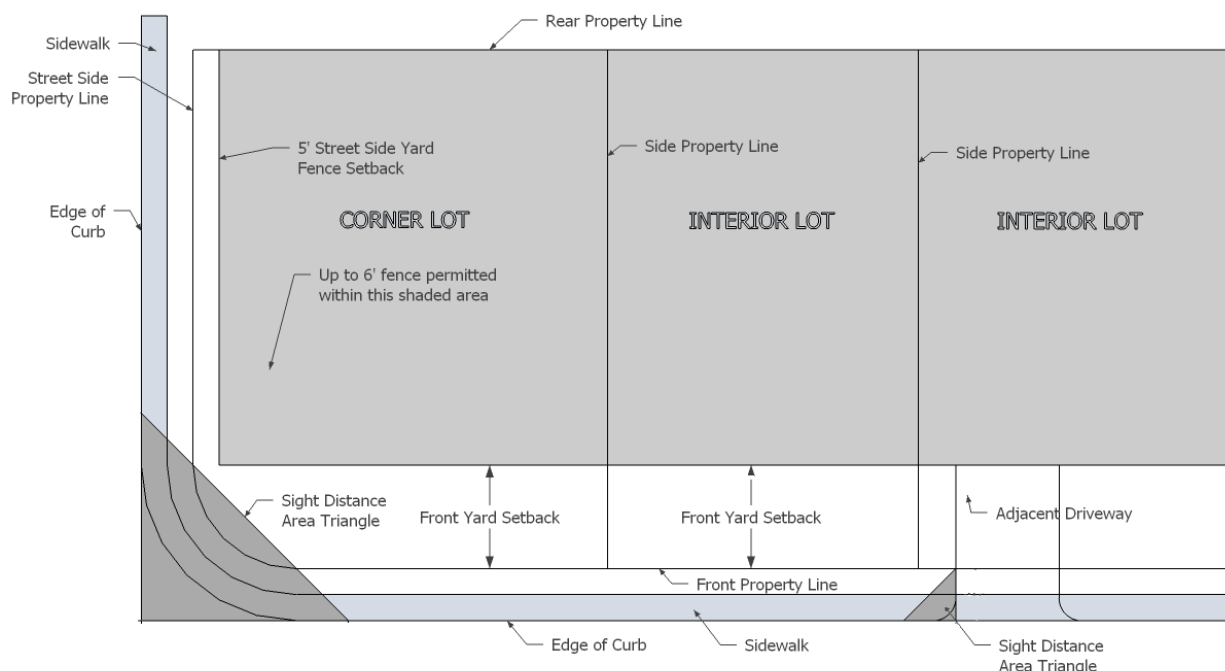 Rear Property Line
Sidewalk
Street Side
Property Line
5' Street Side Yard
Fence Setback
Side Property Line
Side Property Line
Edge of
Curb
CORNER LOT
INTERIOR LOT
INTERIOR LOT
Up to 6' fence permitted
within this shaded area
Sight Distance
Area Triangle
Front Yard Setback
Front Yard Setback
Adjacent Driveway
Front Property Line
Edge of Curb
Sidewalk
Sight Distance
Area Triangle